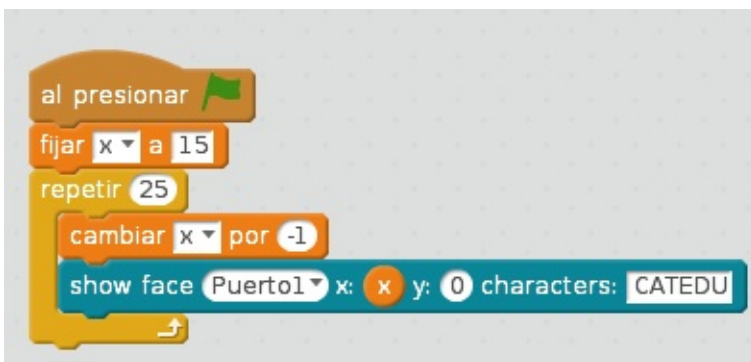 al presionar
fijar x a 15
repetir 25
cambiar x por -1
show face Puerto1 x: x y: 0 characters: CATEDU